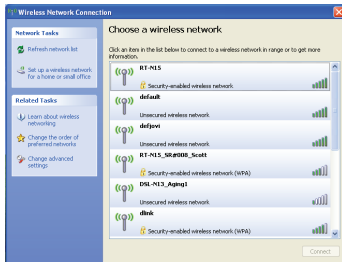 Wireless Network Connection
Network Tasks
Refresh network list
Set up a wireless network
for a home or small office
Related Tasks
Learn about wireless
networking
Change the order of
preferred networks
Change advanced
settings
Choose a wireless network
Click an item in the list below to connect to a wireless network in range or to get more
information.
RT-N15
Security-enabled wireless network
default
Unsecured wireless network
defjovi
Unsecured wireless network
RT-N15_SR#008_Scott
Security-enabled wireless network (WPA)
DSL-N13_Aging1
Unsecured wireless network
dlink
Security-enabled wireless network (WPA)
Connect